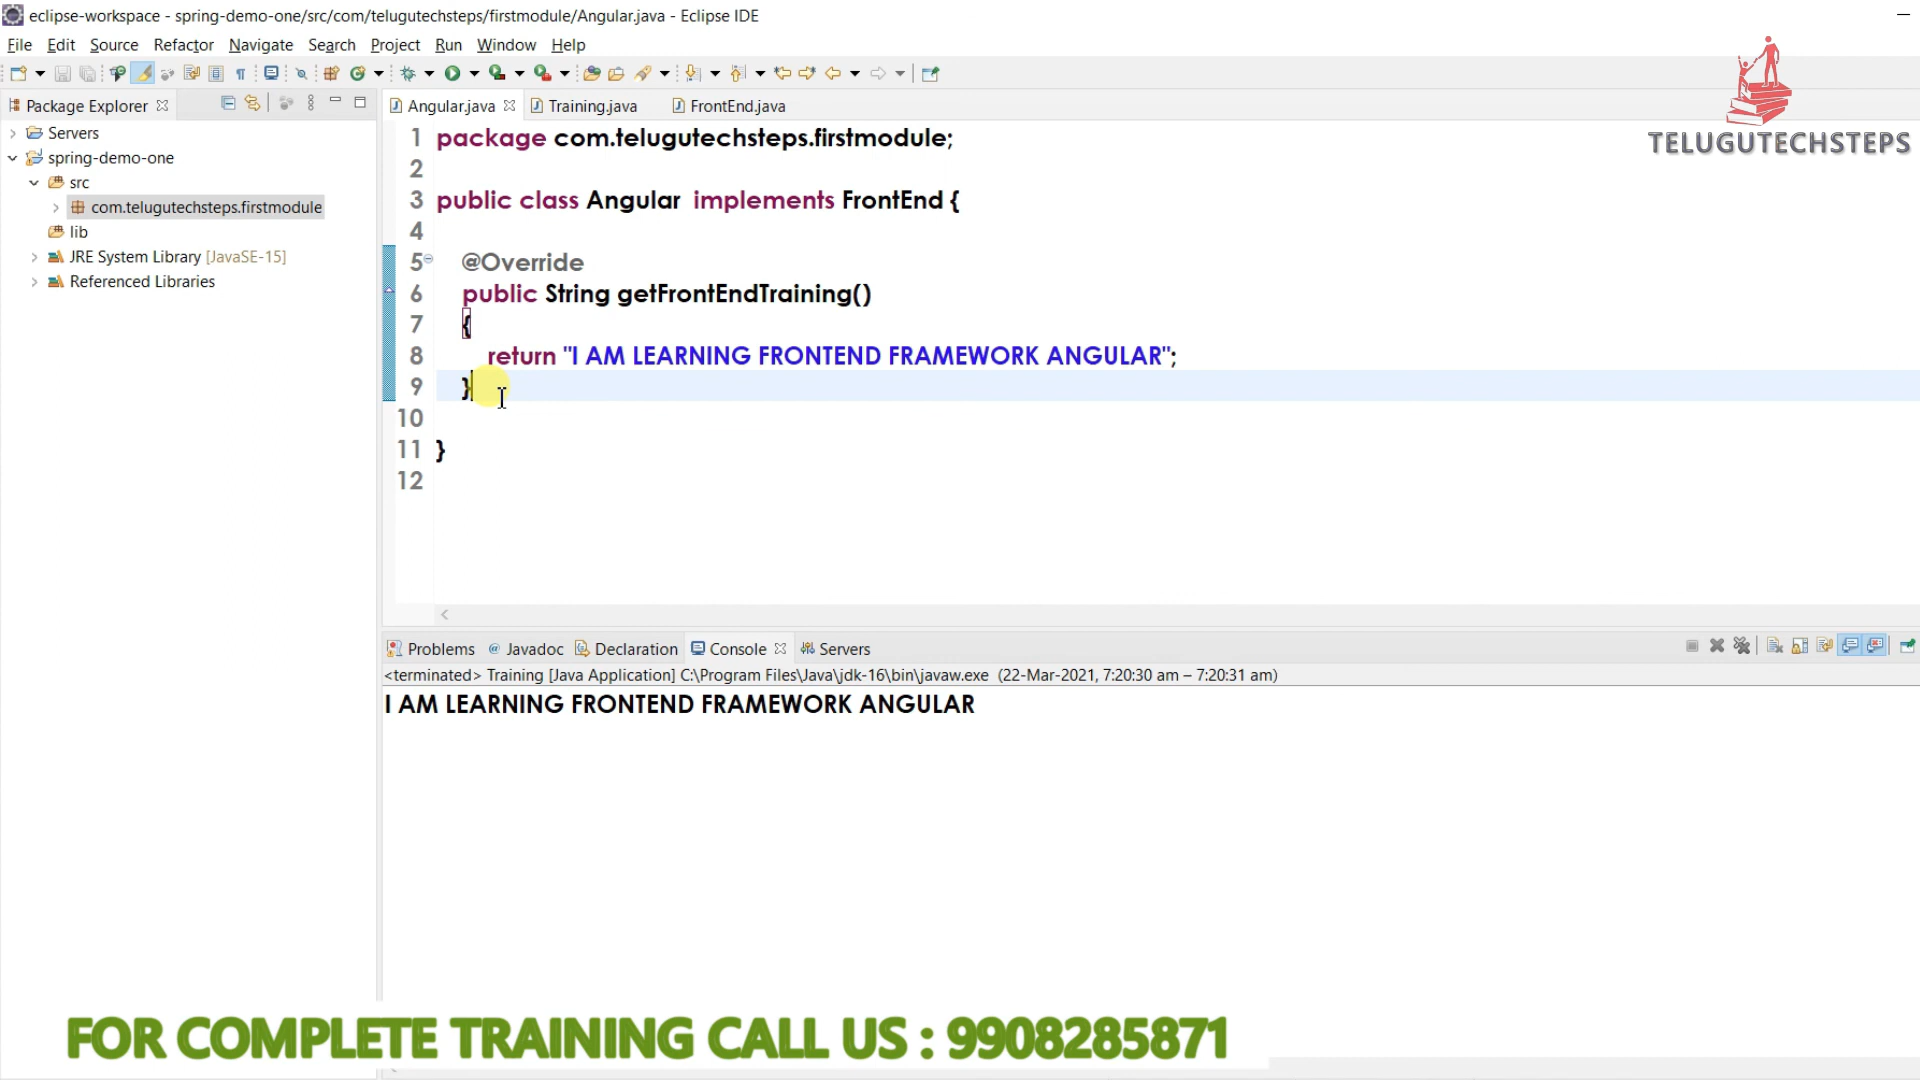 eclipse-workspace - spring-demo-one/src/com/telugutechsteps/firstmodule/Angular.java - Eclipse IDE
File Edit Source Refactor Navigate Search Project Run Window Help
Package Explorer
Servers
spring-demo-one
src
com.telugutechsteps.firstmodule
lib
JRE System Library [JavaSE-15]
Referenced Libraries
Angular.java Training.java FrontEnd.java
TELUGUTECHSTEPS
1 package com.telugutechsteps.firstmodule;
2
3 public class Angular implements FrontEnd {
4
5 @Override
6 public String getFrontEndTraining()
7 {
8 return "I AM LEARNING FRONTEND FRAMEWORK ANGULAR";
9 }
10
11 }
12
Problems Javadoc Declaration Console Servers
<terminated> Training [Java Application] C:\Program Files\Java\jdk-16\bin\javaw.exe (22-Mar-2021, 7:20:30 am – 7:20:31 am)
I AM LEARNING FRONTEND FRAMEWORK ANGULAR
FOR COMPLETE TRAINING CALL US : 9908285871